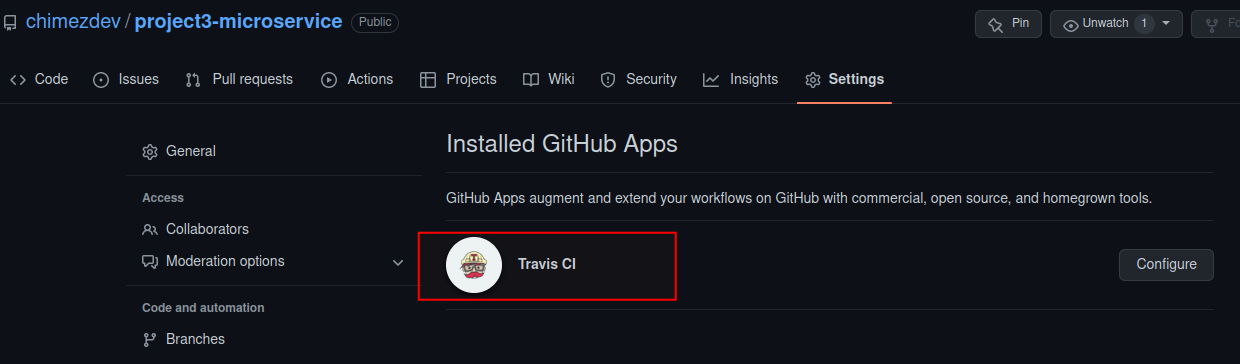 chimezdev / project3-microservice Public Pin Unwatch 1
Code Issues Pull requests Actions Projects Wiki Security Insights Settings
General
Access
Collaborators
Moderation options
Code and automation
Branches
Installed GitHub Apps
GitHub Apps augment and extend your workflows on GitHub with commercial, open source, and homegrown tools.
Travis CI
Configure